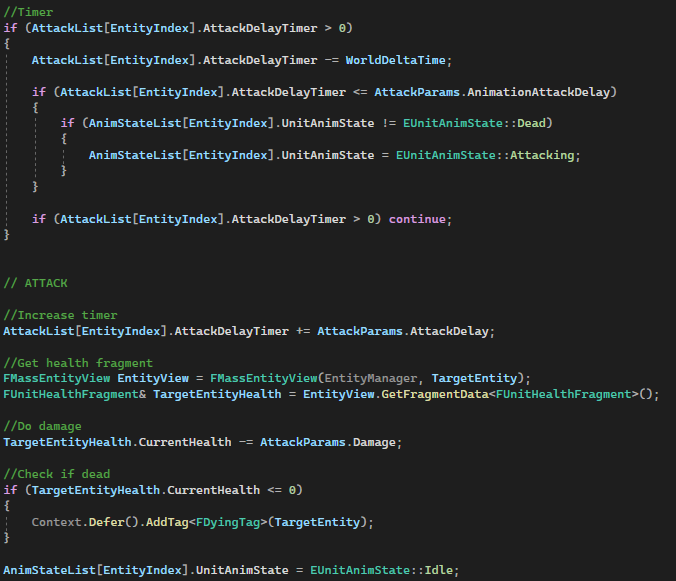 //Timer
if (AttackList[EntityIndex].AttackDelayTimer > 0)
{
AttackList[EntityIndex].AttackDelayTimer -= WorldDeltaTime;
if (AttackList[EntityIndex].AttackDelayTimer <= AttackParams.AnimationAttackDelay)
{
if (AnimStateList[EntityIndex].UnitAnimState != EUnitAnimState::Dead)
{
AnimStateList[EntityIndex].UnitAnimState = EUnitAnimState::Attacking;
}
}
if (AttackList[EntityIndex].AttackDelayTimer > 0) continue;
}
// ATTACK
//Increase timer
AttackList[EntityIndex].AttackDelayTimer += AttackParams.AttackDelay;
//Get health fragment
FMassEntityView EntityView = FMassEntityView(EntityManager, TargetEntity);
FUnitHealthFragment& TargetEntityHealth = EntityView.GetFragmentData<FUnitHealthFragment>();
//Do damage
TargetEntityHealth.CurrentHealth -= AttackParams.Damage;
//Check if dead
if (TargetEntityHealth.CurrentHealth <= 0)
{
Context.Defer().AddTag<FDyingTag>(TargetEntity);
}
AnimStateList[EntityIndex].UnitAnimState = EUnitAnimState::Idle;